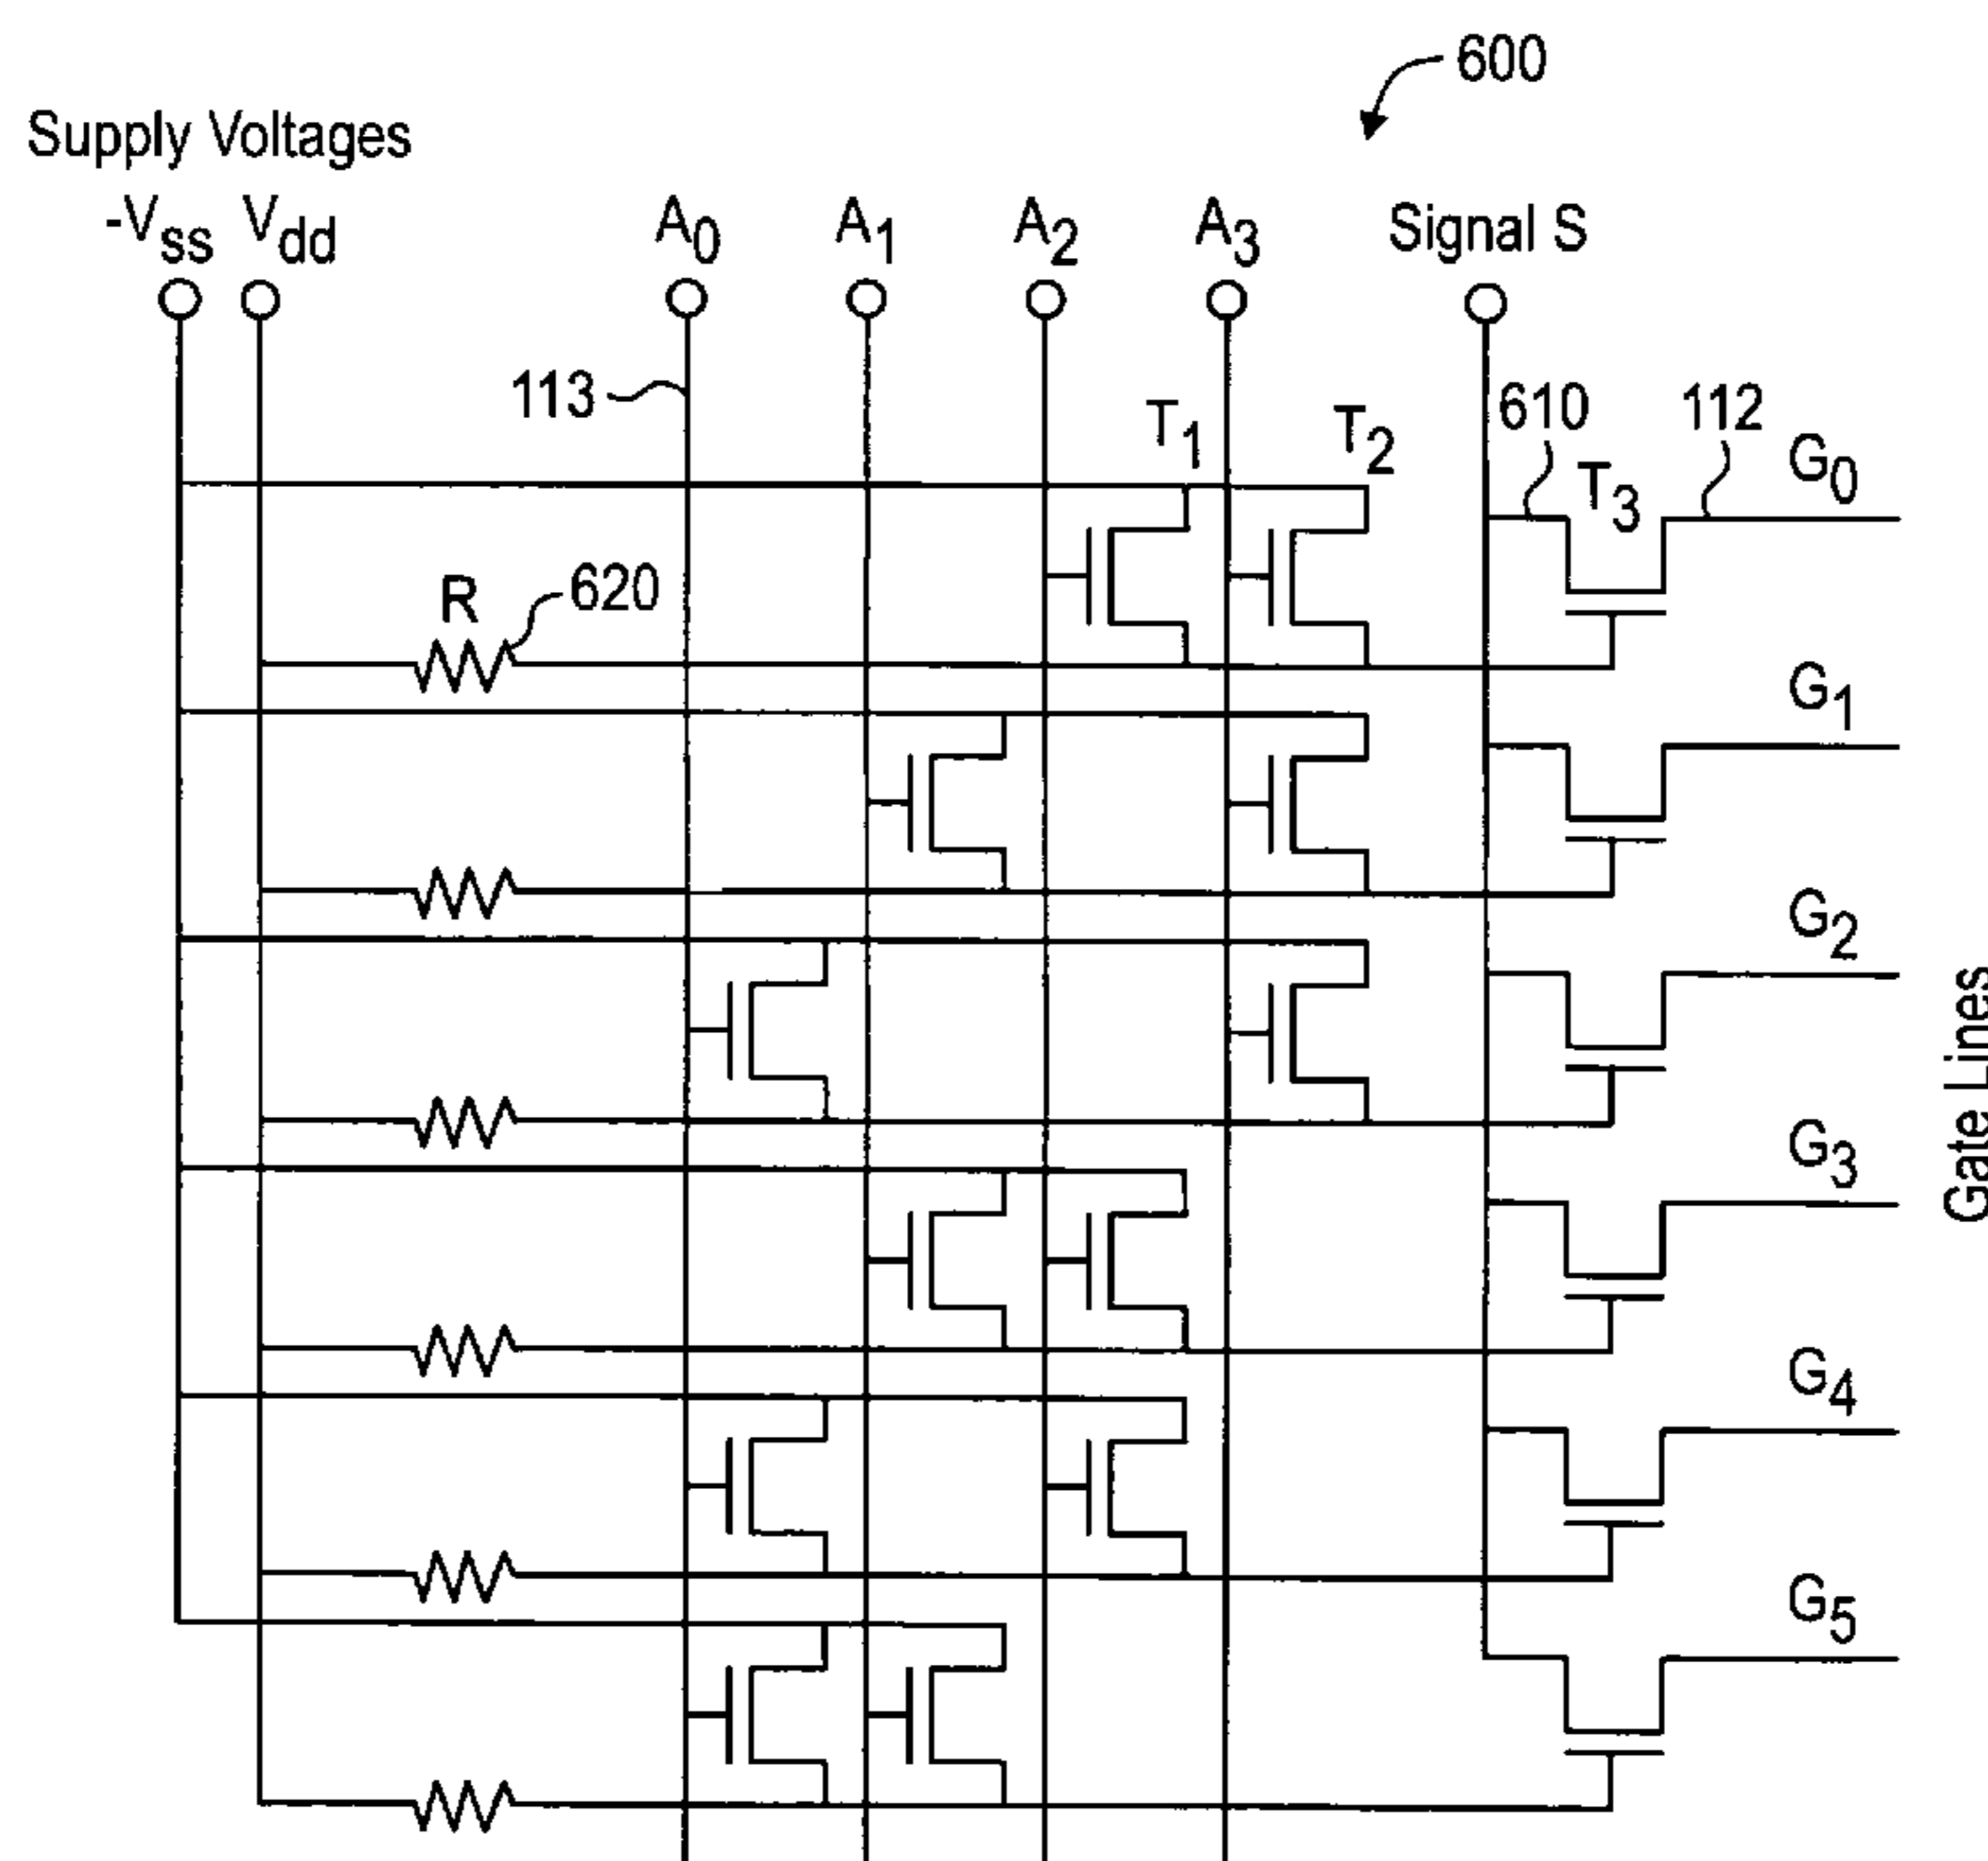 600
Supply Voltages
-Vss Vdd A0 A1 A2 A3 Signal S
113 T1 T2 610 T3 112 G0
R 620
G1
G2
G3
G4
G5
Gate Lines